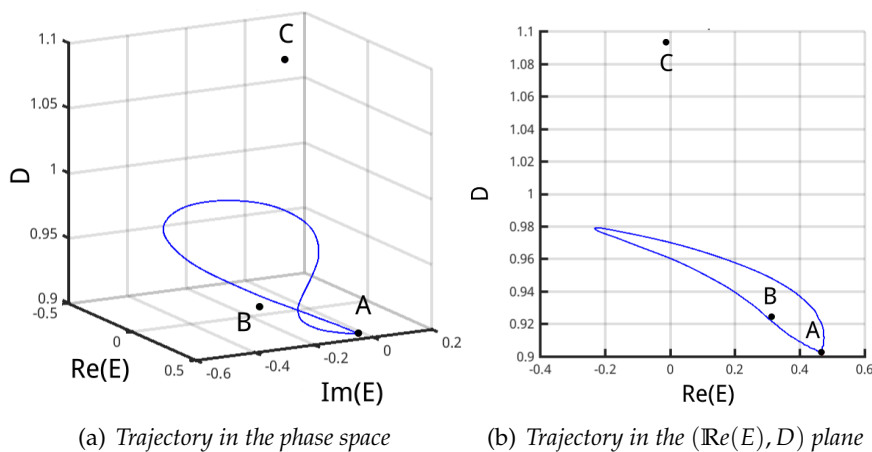 C
1.1
1.05
1
0.95
0.9
D
A
B
-0.5
0
0.5
Re(E)
-0.6
-0.4
-0.2
0
0.2
Im(E)
(a) Trajectory in the phase space
1.1
1.08
1.06
1.04
1.02
1
0.98
0.96
0.94
0.92
0.9
D
C
B
A
-0.4
-0.2
0
0.2
0.4
0.6
Re(E)
(b) Trajectory in the (ℝe(E), D) plane